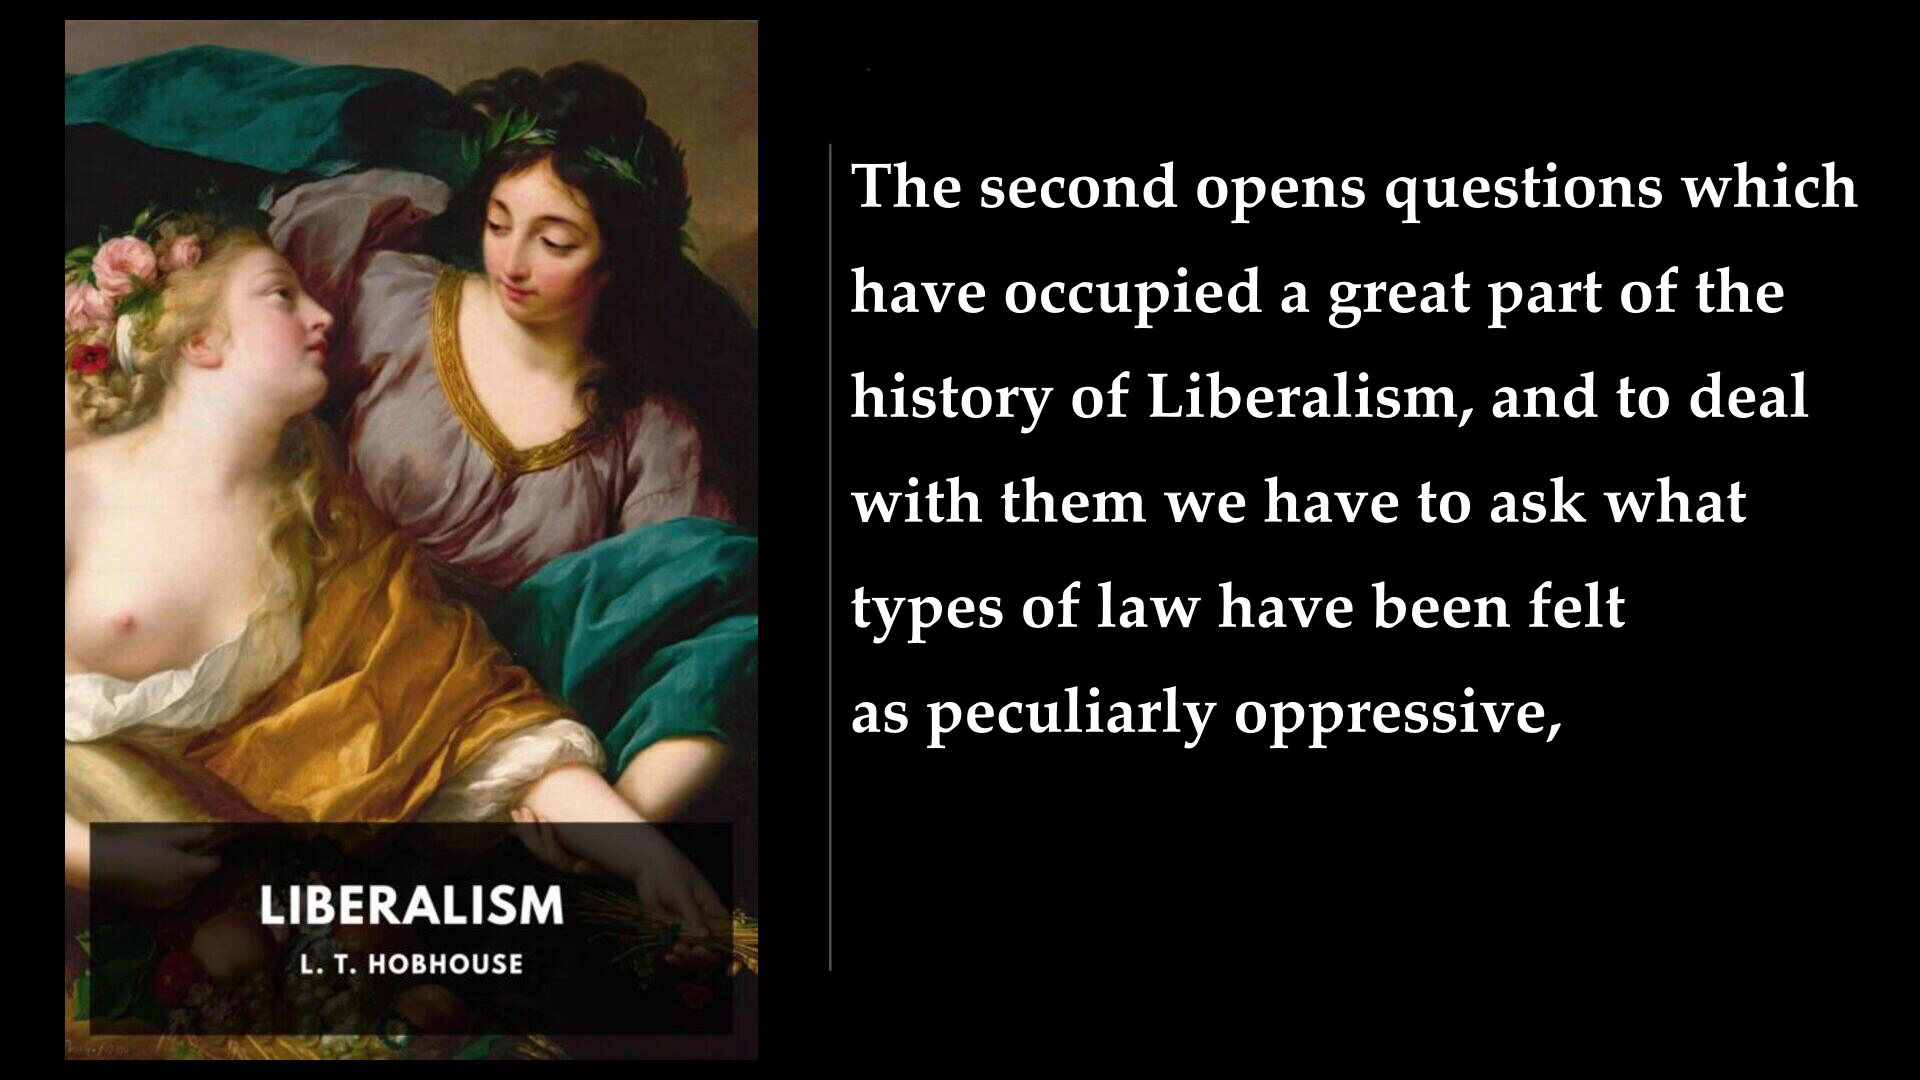 The second opens questions which
have occupied a great part of the
history of Liberalism, and to deal
with them we have to ask what
types of law have been felt
as peculiarly oppressive,
LIBERALISM
L. T. HOBHOUSE